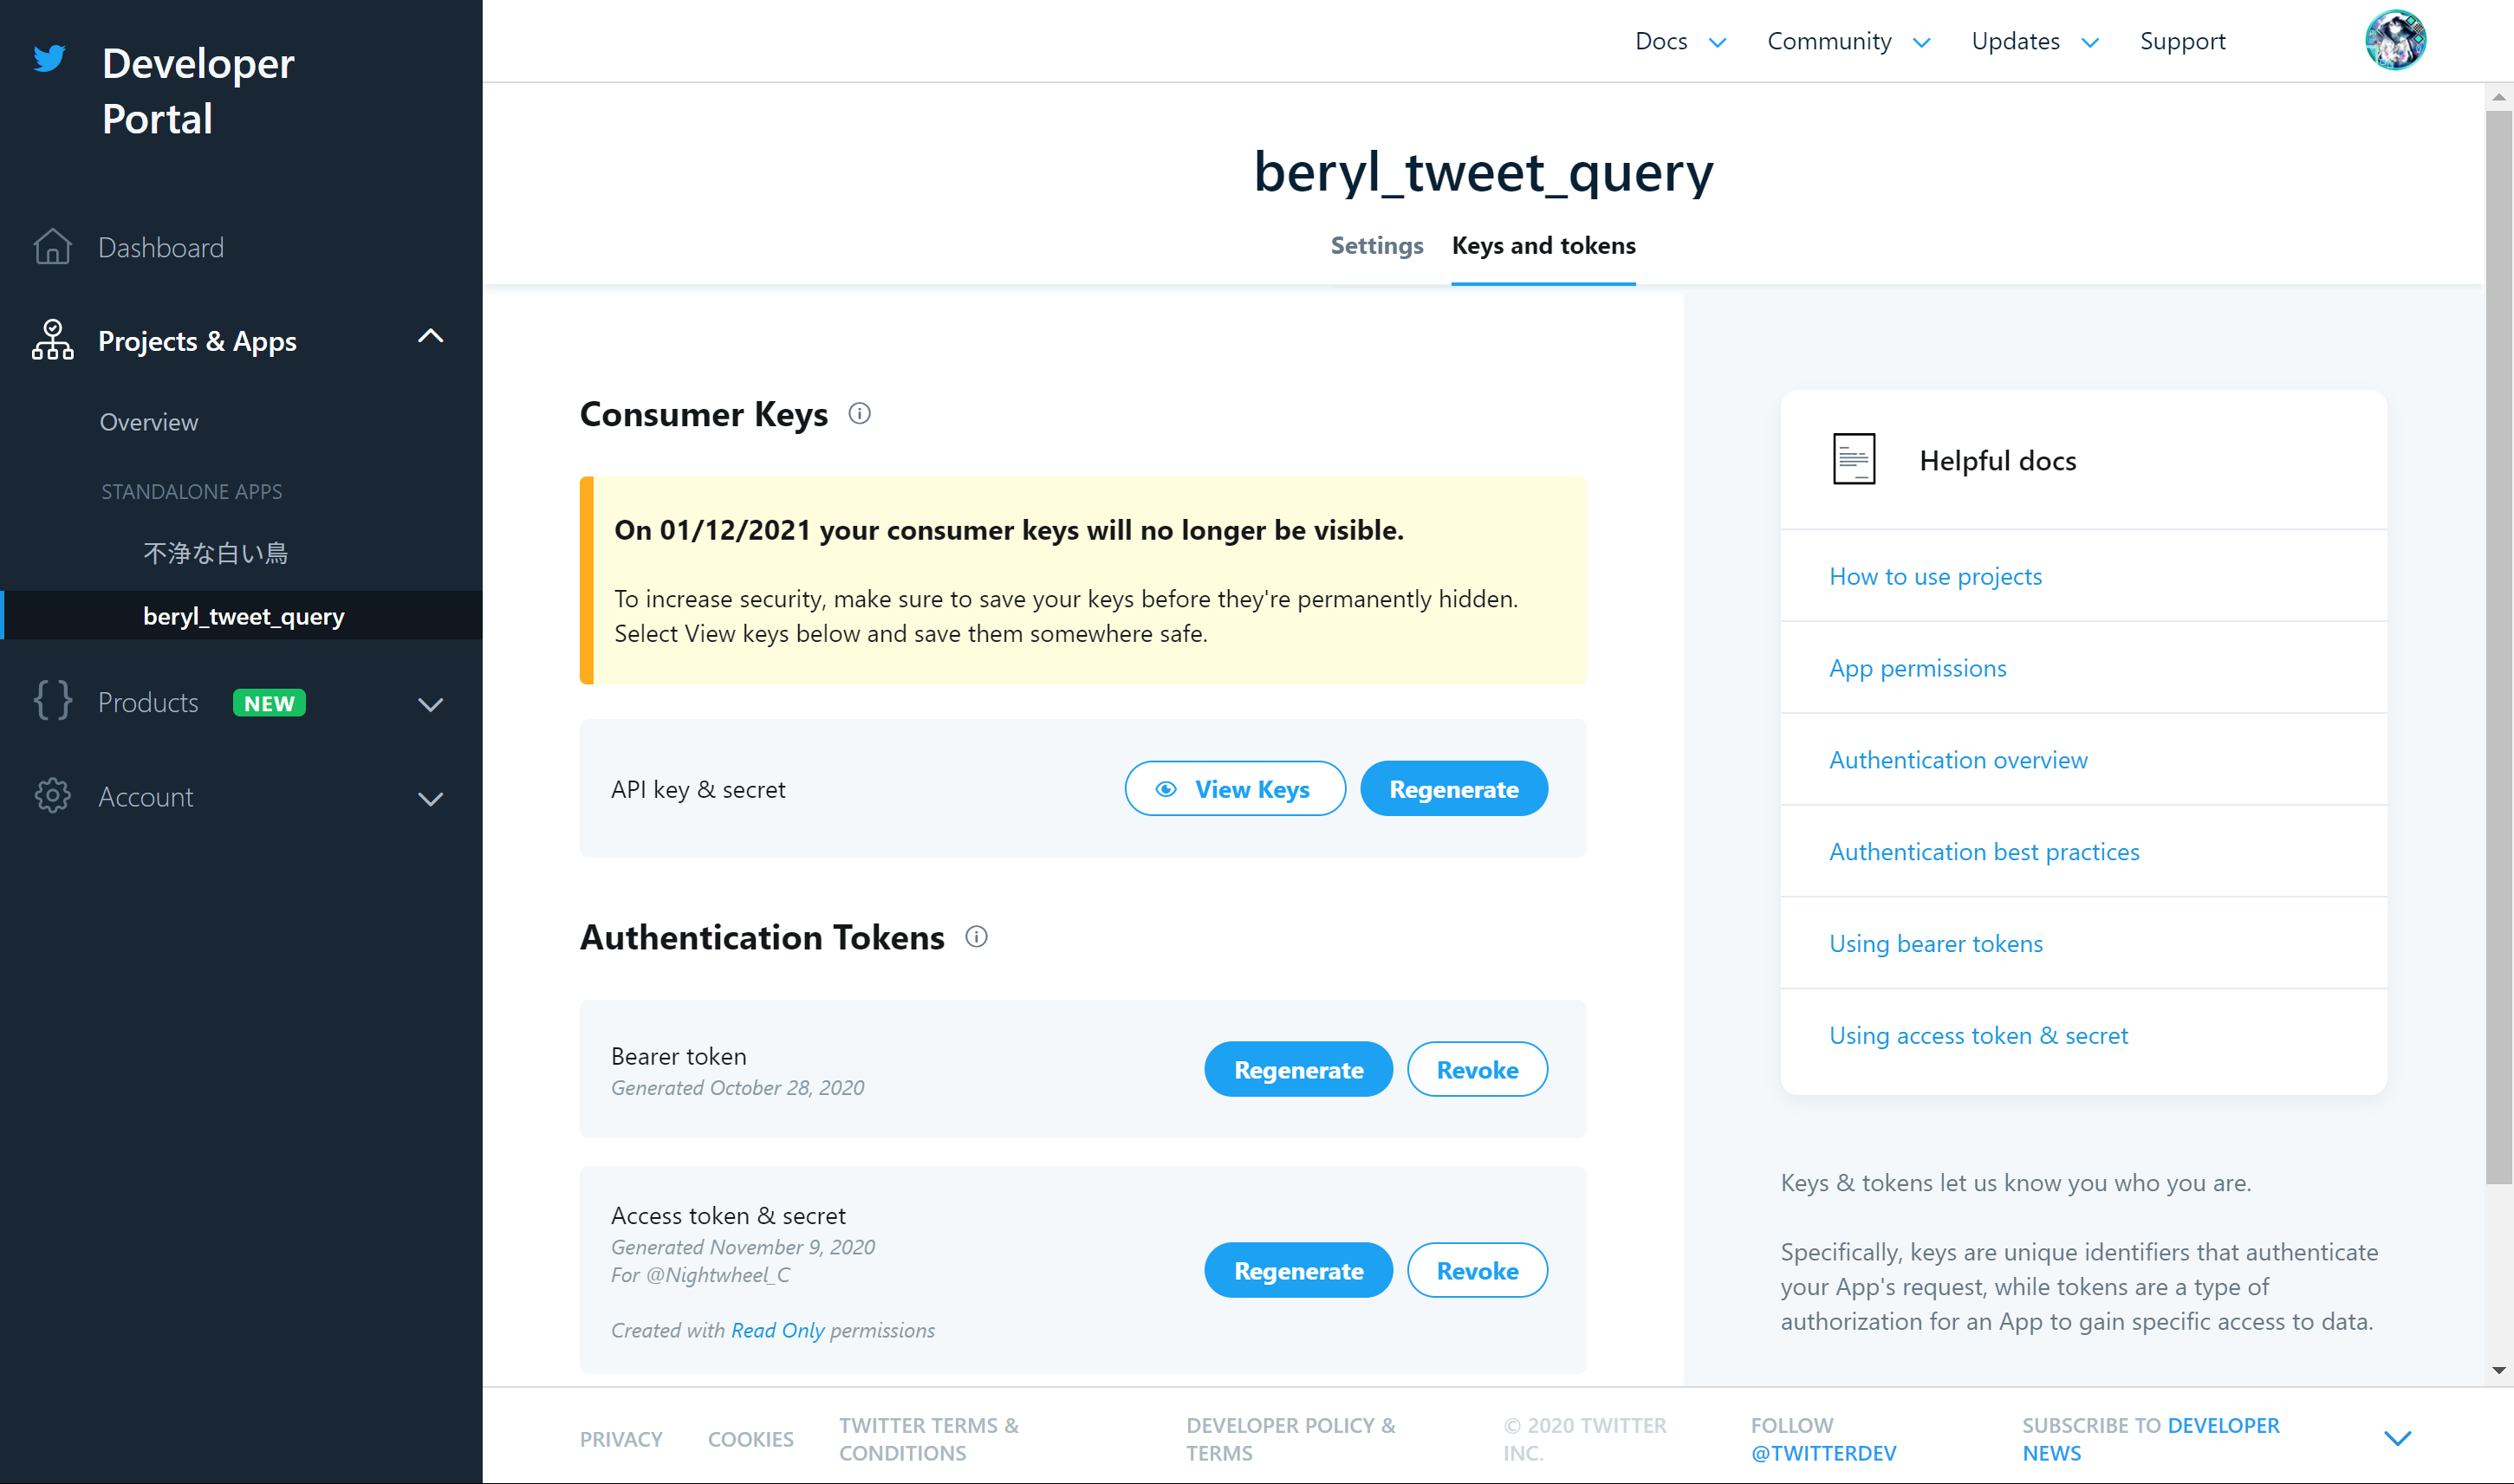 Developer
Portal
Dashboard
Projects & Apps
Overview
STANDALONE APPS
不浄な白い鳥
beryl_tweet_query
Products NEW
Account
Docs Community Updates Support
beryl_tweet_query
Settings Keys and tokens
Consumer Keys
On 01/12/2021 your consumer keys will no longer be visible.
To increase security, make sure to save your keys before they're permanently hidden.
Select View keys below and save them somewhere safe.
API key & secret View Keys Regenerate
Authentication Tokens
Bearer token
Generated October 28, 2020
Regenerate Revoke
Access token & secret
Generated November 9, 2020
For @Nightwheel_C
Regenerate Revoke
Created with Read Only permissions
Helpful docs
How to use projects
App permissions
Authentication overview
Authentication best practices
Using bearer tokens
Using access token & secret
Keys & tokens let us know you who you are.
Specifically, keys are unique identifiers that authenticate
your App's request, while tokens are a type of
authorization for an App to gain specific access to data.
PRIVACY
COOKIES
TWITTER TERMS &
CONDITIONS
DEVELOPER POLICY &
TERMS
© 2020 TWITTER
INC.
FOLLOW
@TWITTERDEV
SUBSCRIBE TO DEVELOPER
NEWS